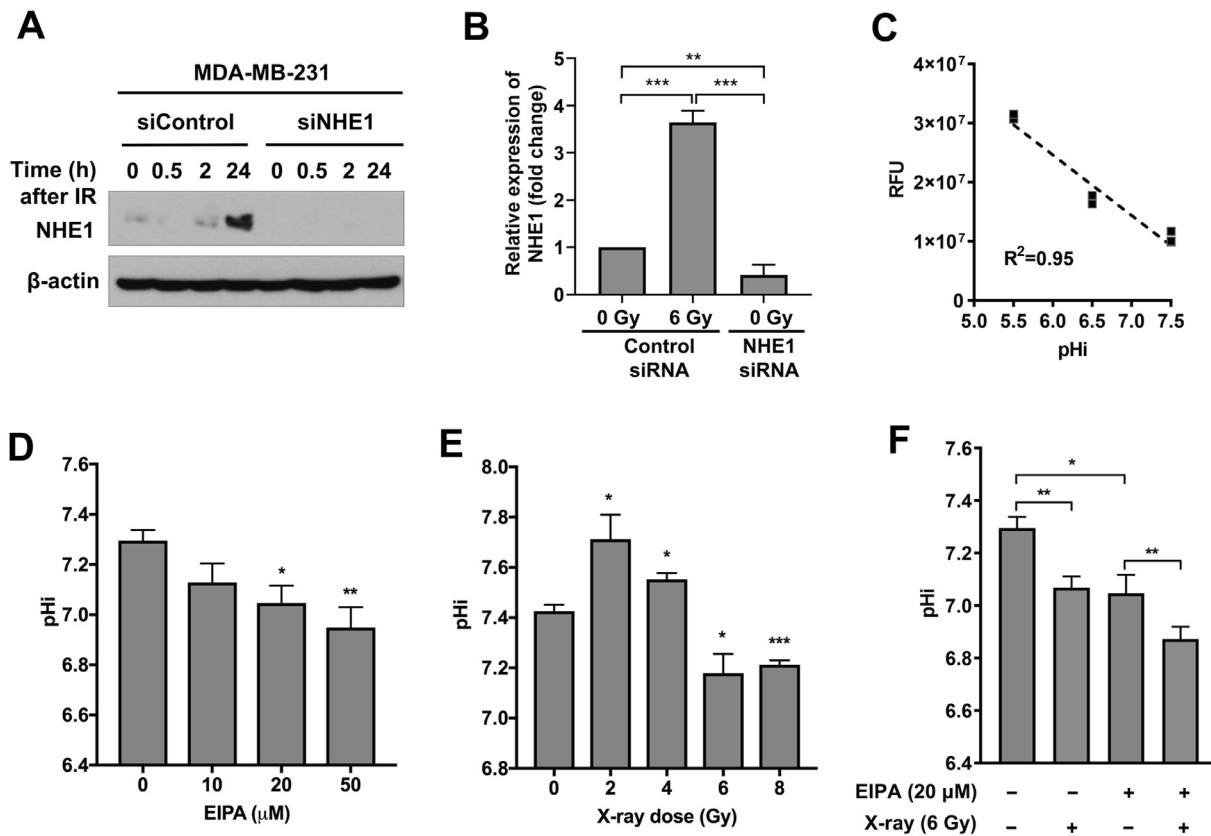 A
MDA-MB-231
siControl siNHE1
Time (h) 0 0.5 2 24 0 0.5 2 24
after IR
NHE1
β-actin
B
Relative expression of
NHE1 (fold change)
5
4
3
2
1
0
** 
*** ***
0 Gy 6 Gy 0 Gy
Control NHE1
siRNA siRNA
C
RFU
4×10⁷
3×10⁷
2×10⁷
1×10⁷
0
R²=0.95
5.0 5.5 6.0 6.5 7.0 7.5
pHi
D
pHi
7.6
7.4
7.2
7.0
6.8
6.6
6.4
* **
0 10 20 50
EIPA (μM)
E
pHi
8.0
7.8
7.6
7.4
7.2
7.0
6.8
* * * ***
0 2 4 6 8
X-ray dose (Gy)
F
pHi
7.6
7.4
7.2
7.0
6.8
6.6
6.4
*
** **
EIPA (20 μM) − − + +
X-ray (6 Gy) − + − +